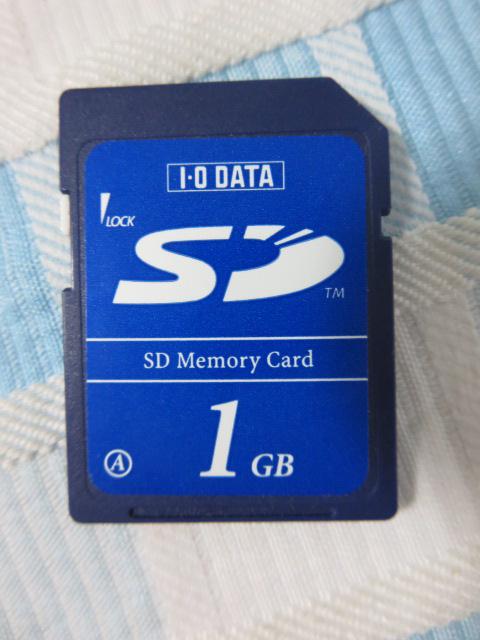 I·O DATA
LOCK
SD
TM
SD Memory Card
1 GB
A